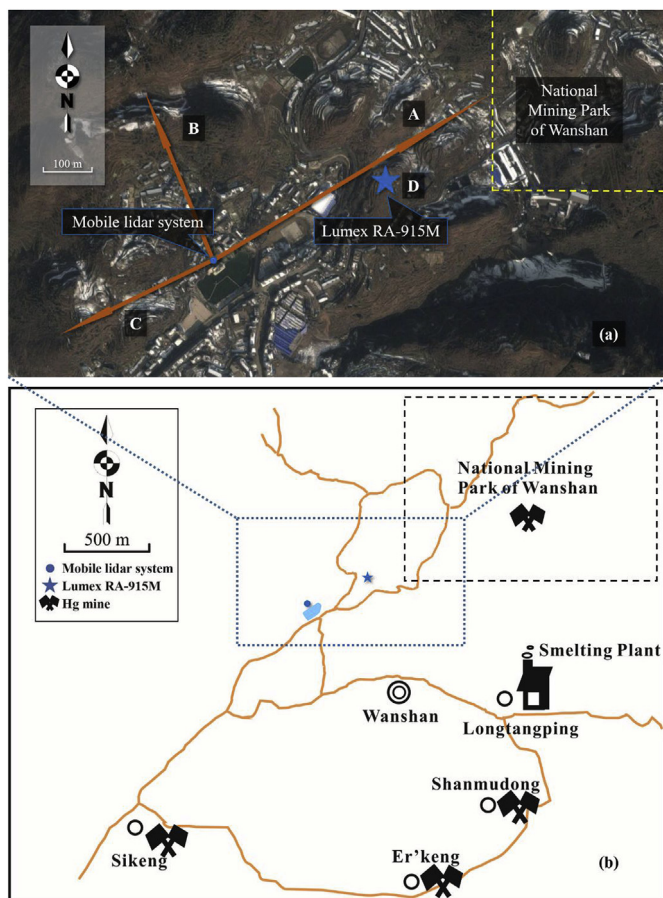 N
100 m
B
A
National
Mining Park
of Wanshan
D
Mobile lidar system
Lumex RA-915M
C
(a)
N
500 m
Mobile lidar system
Lumex RA-915M
Hg mine
National Mining
Park of Wanshan
Smelting Plant
Wanshan
Longtangping
Shanmudong
Sikeng
Er’keng
(b)